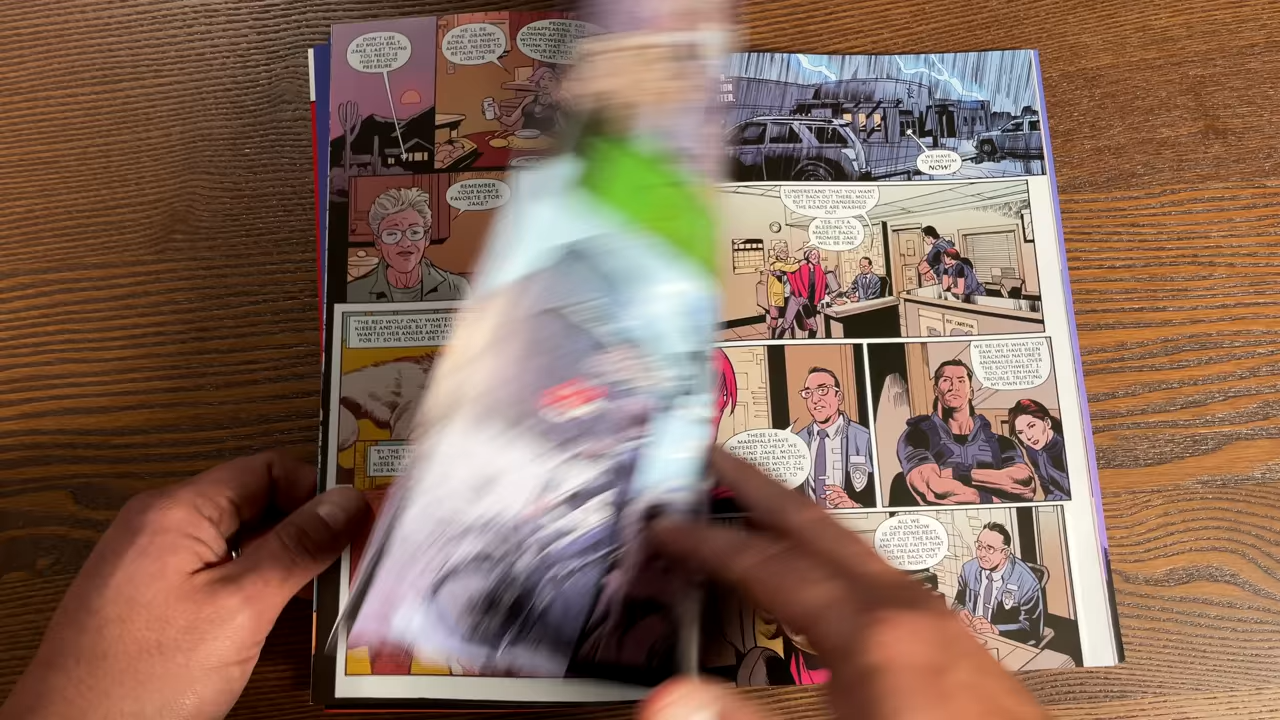 DON'T USE
SO MUCH SALT,
JAKE. LAST THING
YOU NEED IS
HIGH BLOOD
PRESSURE.
HE'LL BE
FINE, GRANNY
SORA. BIG NIGHT
AHEAD. NEEDS TO
RETAIN THOSE
LIQUIDS.
PEOPLE ARE
DISAPPEARING.
COMING AFTER
WITH POWERS.
THINK THAT
YOUR FATHER
THAT, TOO
REMEMBER
YOUR MOM'S
FAVORITE STORY,
JAKE?
"THE RED WOLF ONLY WANTED
KISSES AND HUGS. BUT THE
WANTED HER ANGER AND
FOR IT. SO HE COULD GET
"BY THE
MOTHER
KISSES,
HIS ANGER
WE HAVE
TO FIND HIM
NOW!
I UNDERSTAND THAT YOU WANT
TO GET BACK OUT THERE, MOLLY,
BUT IT'S TOO DANGEROUS.
THE ROADS ARE WASHED
OUT.
YES, IT'S A
BLESSING YOU
MADE IT BACK. I
PROMISE JAKE
WILL BE FINE.
THESE U.S.
MARSHALS HAVE
OFFERED TO HELP. WE
FIND JAKE, MOLLY.
AS THE RAIN STOPS,
RED WOLF, JJ,
HEAD TO THE
AND GET TO
WE BELIEVE WHAT YOU
SAW. WE HAVE BEEN
TRACKING NATURE'S
ANOMALIES ALL OVER
THE SOUTHWEST. I,
TOO, OFTEN HAVE
TROUBLE TRUSTING
MY OWN EYES.
ALL WE
CAN DO NOW
IS GET SOME REST,
WAIT OUT THE RAIN,
AND HAVE FAITH THAT
THE FREAKS DON'T
COME BACK OUT
AT NIGHT.